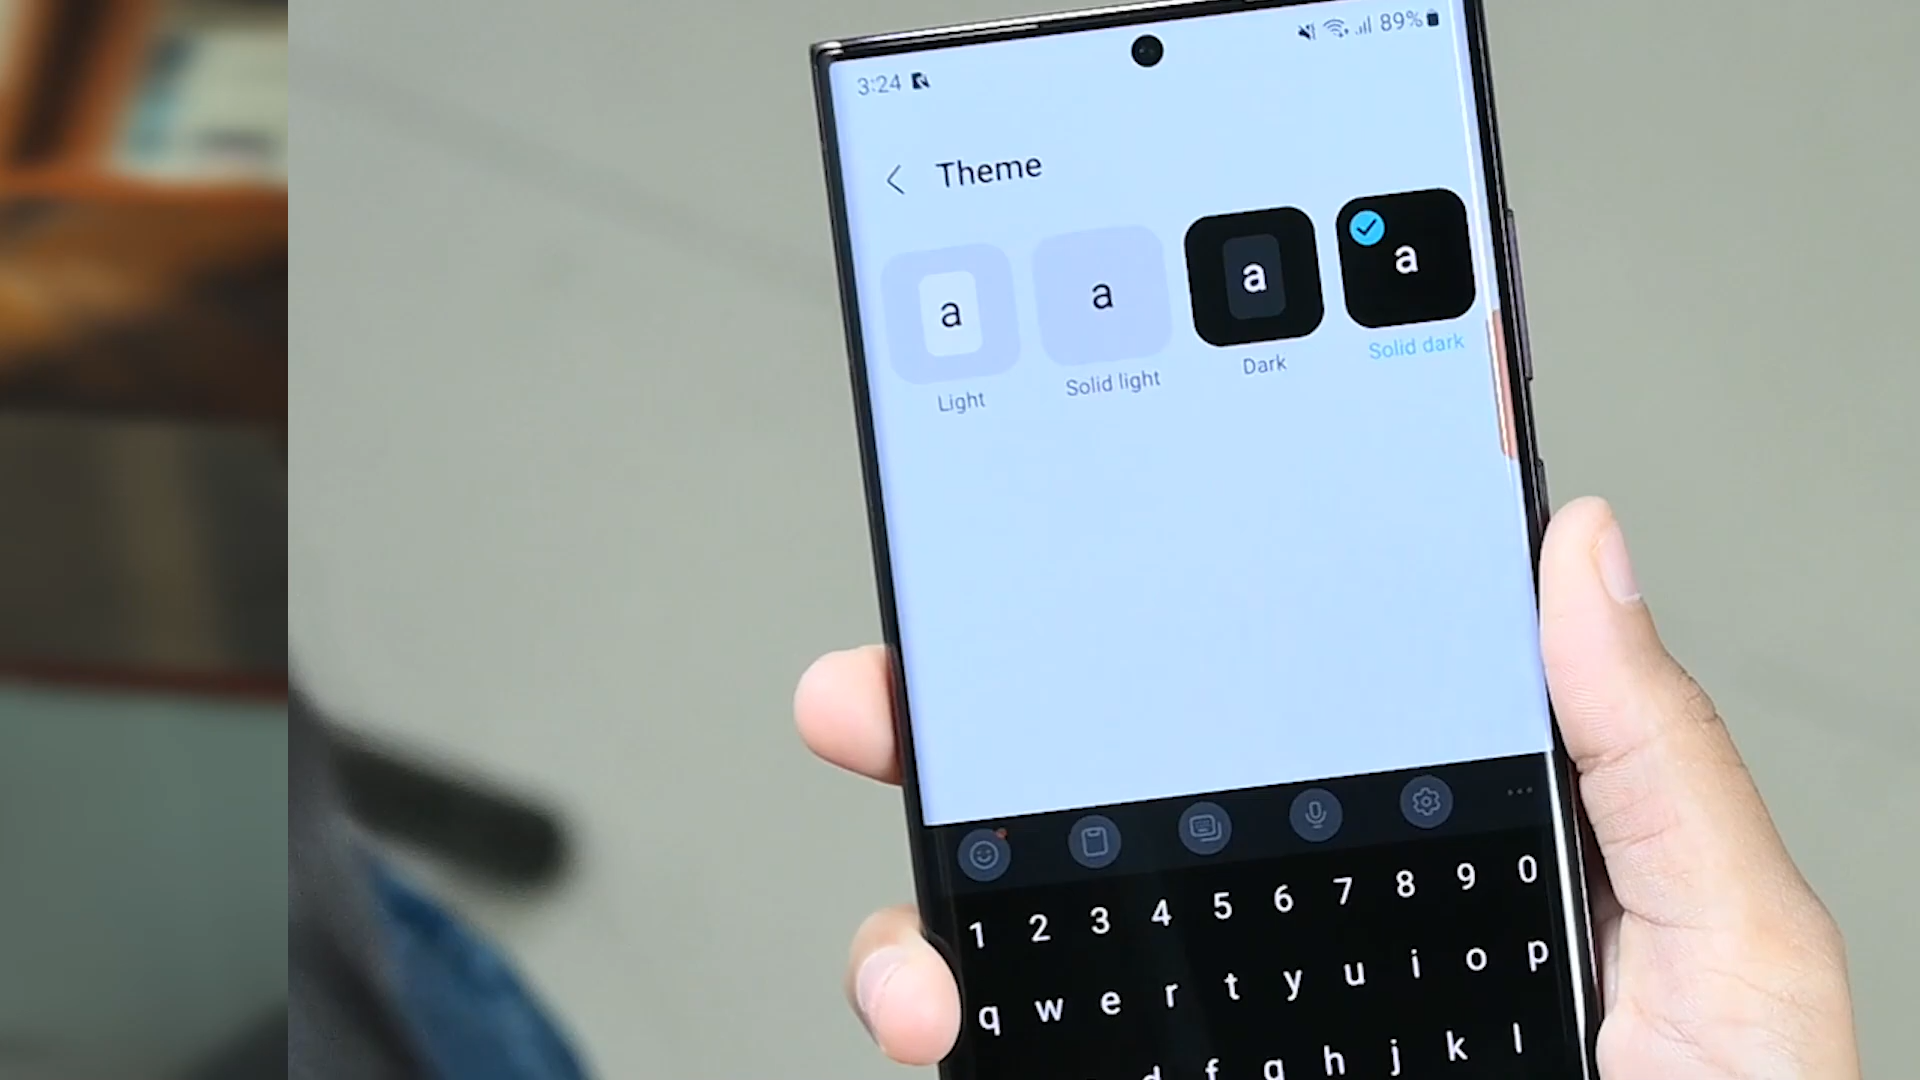 3:24
89%
Theme
a a a a
Light Solid light Dark Solid dark
1 2 3 4 5 6 7 8 9 0
q w e r t y u i o p
d f g h j k l